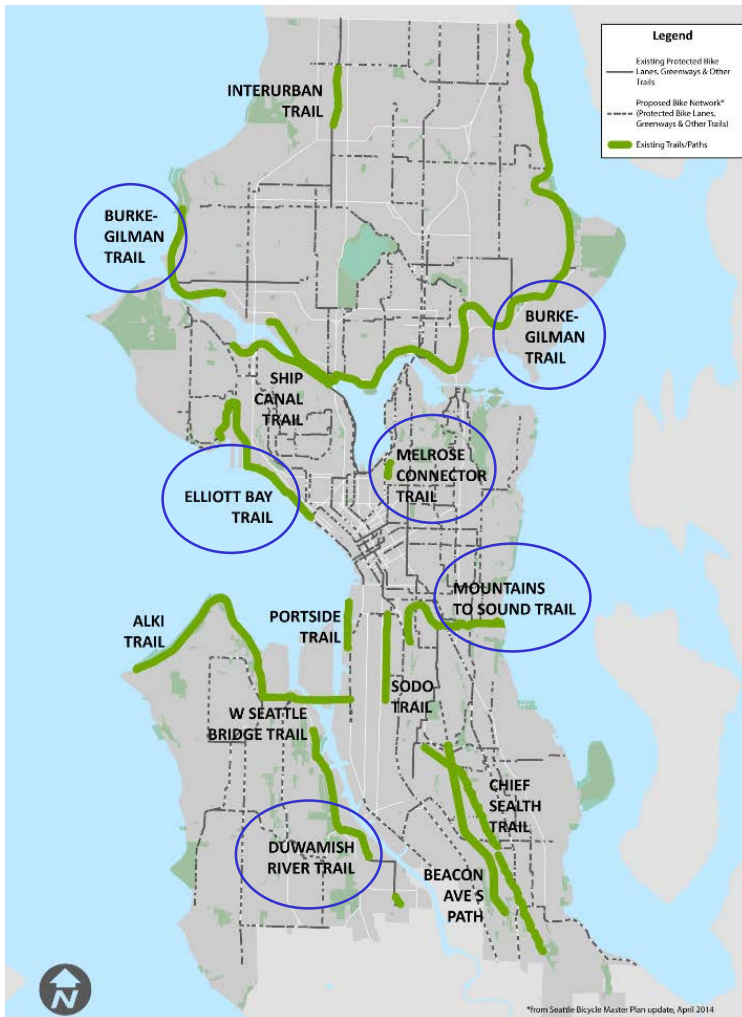 Legend
Existing Protected Bike
Lanes, Greenways & Other
Trails
Proposed Bike Network*
(Protected Bike Lanes,
Greenways & Other Trails)
Existing Trails/Paths
INTERURBAN
TRAIL
BURKE-
GILMAN
TRAIL
BURKE-
GILMAN
TRAIL
SHIP
CANAL
TRAIL
MELROSE
CONNECTOR
TRAIL
ELLIOTT BAY
TRAIL
MOUNTAINS
TO SOUND TRAIL
ALKI
TRAIL
PORTSIDE
TRAIL
SODO
TRAIL
W SEATTLE
BRIDGE TRAIL
CHIEF
SEALTH
TRAIL
DUWAMISH
RIVER TRAIL
BEACON
AVE S
PATH
N
*from Seattle Bicycle Master Plan update, April 2014